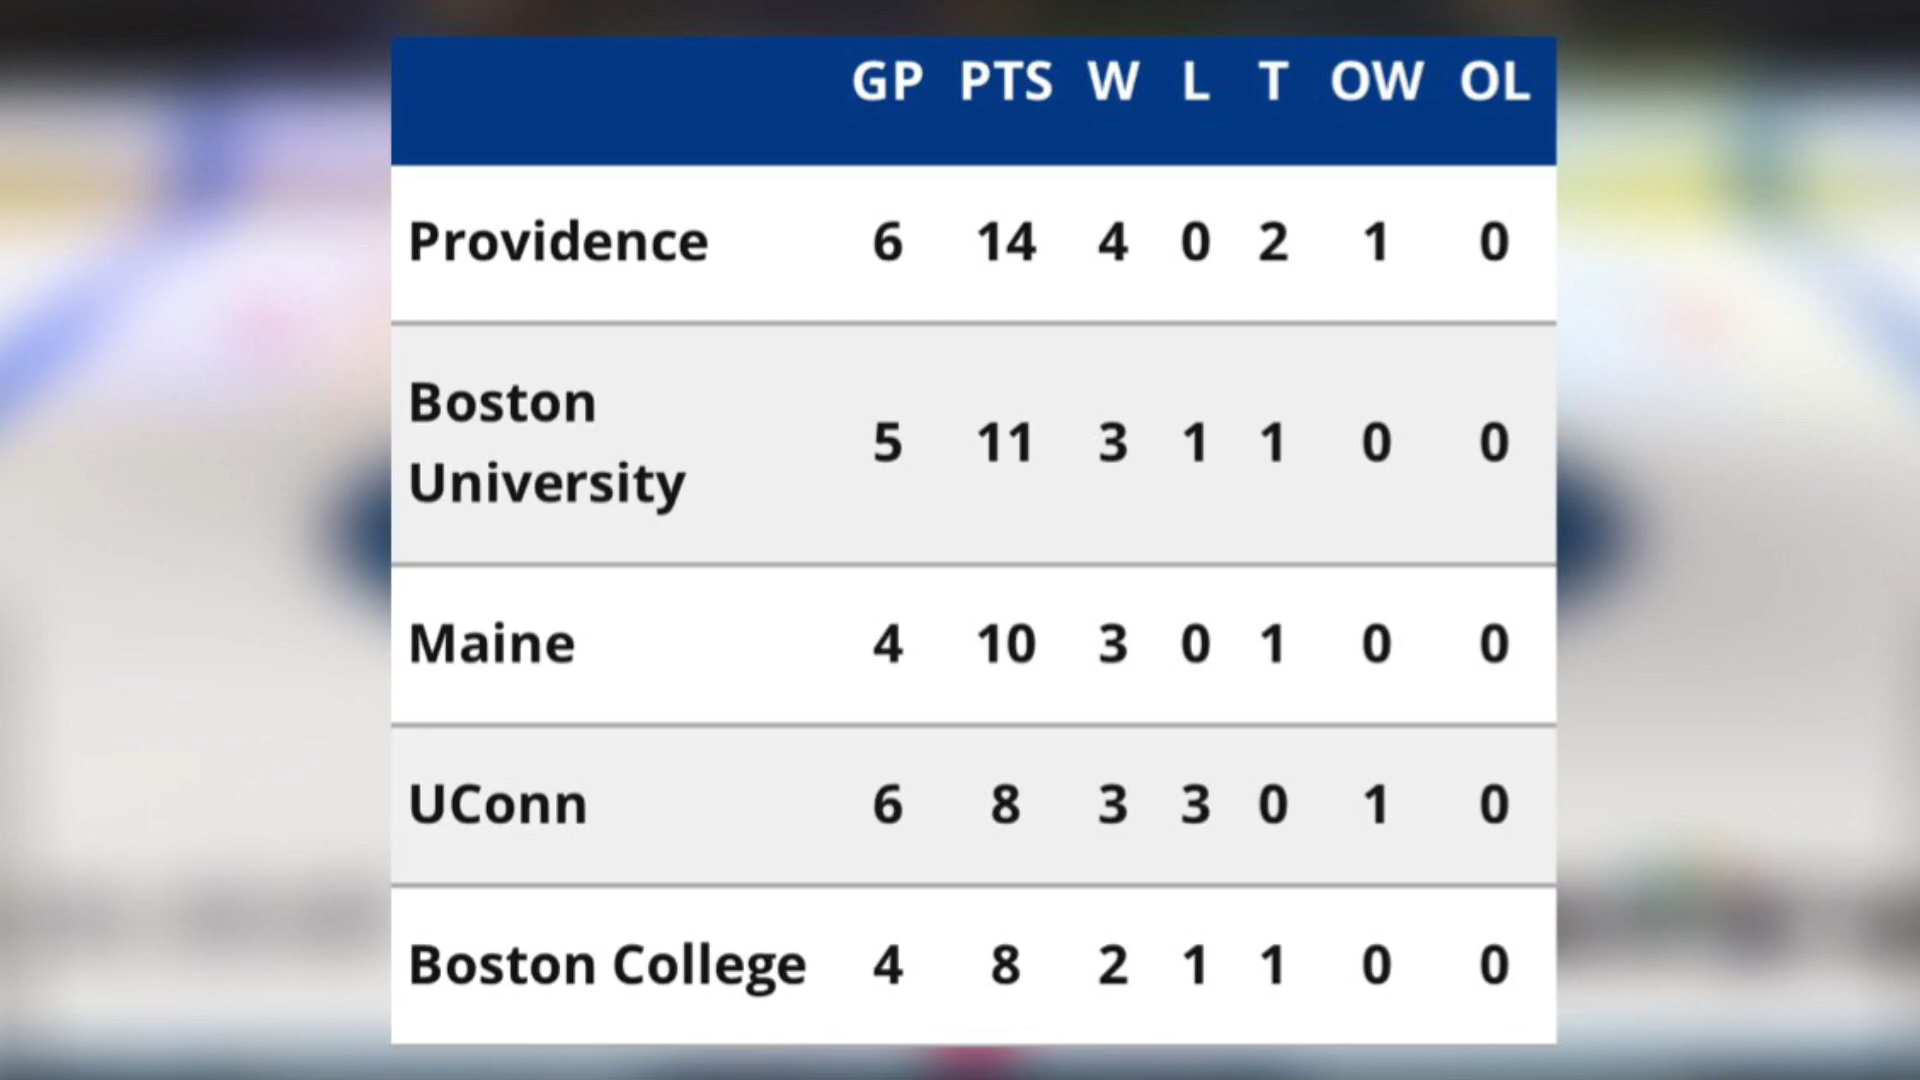 GP PTS W L T OW OL
Providence 6 14 4 0 2 1 0
Boston
University 5 11 3 1 1 0 0
Maine 4 10 3 0 1 0 0
UConn 6 8 3 3 0 1 0
Boston College 4 8 2 1 1 0 0